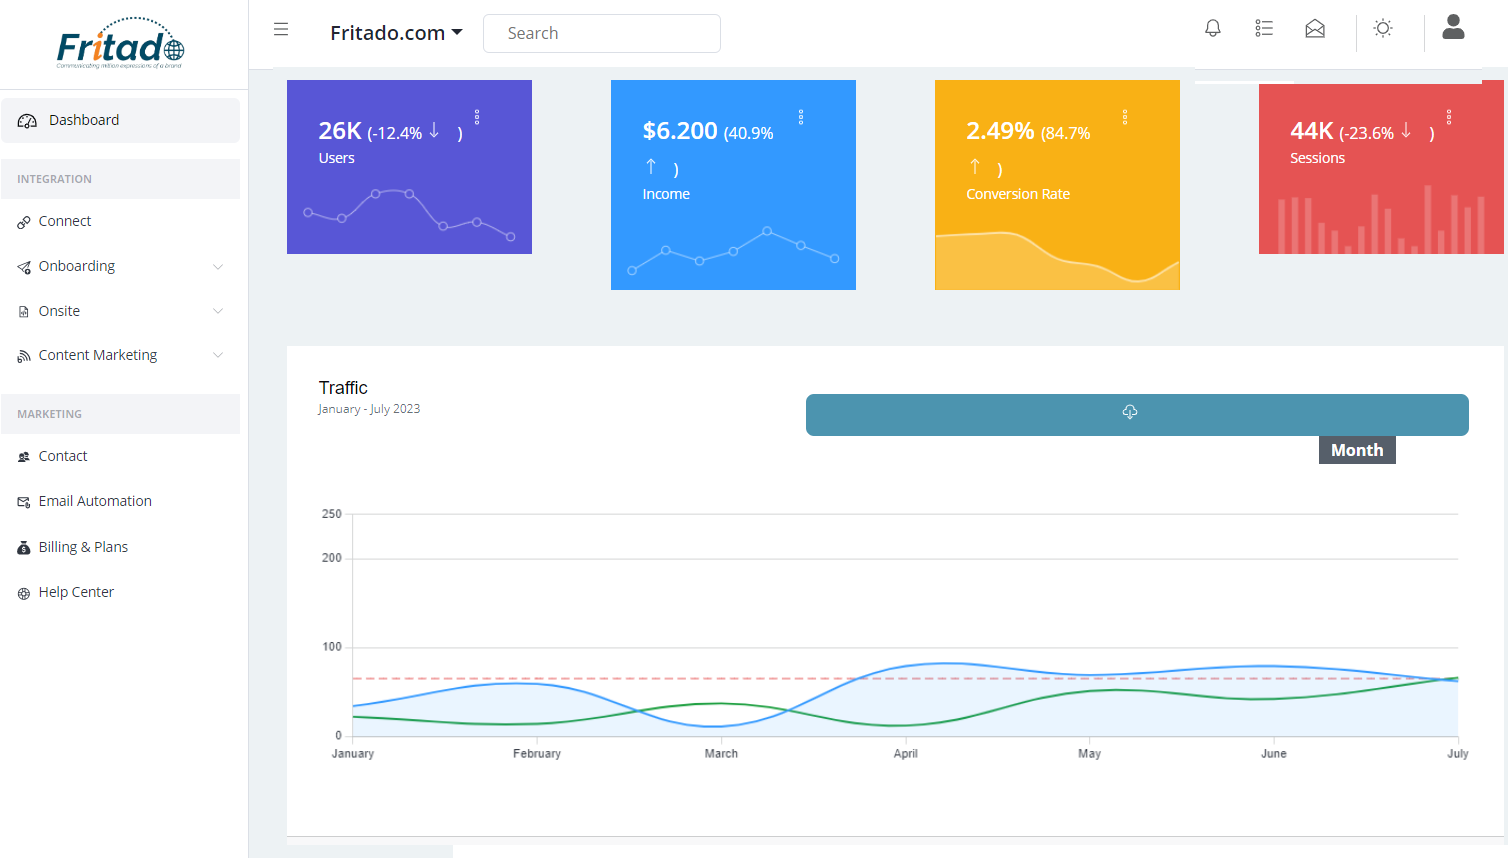 Fritado
Communicating million expressions of a brand
Fritado.com
Search
Dashboard
INTEGRATION
Connect
Onboarding
Onsite
Content Marketing
MARKETING
Contact
Email Automation
Billing & Plans
Help Center
26K (-12.4% ↓ )
Users
$6.200 (40.9%
↑ )
Income
2.49% (84.7%
↑ )
Conversion Rate
44K (-23.6% ↓ )
Sessions
Traffic
January - July 2023
Month
250
200
100
0
January February March April May June July